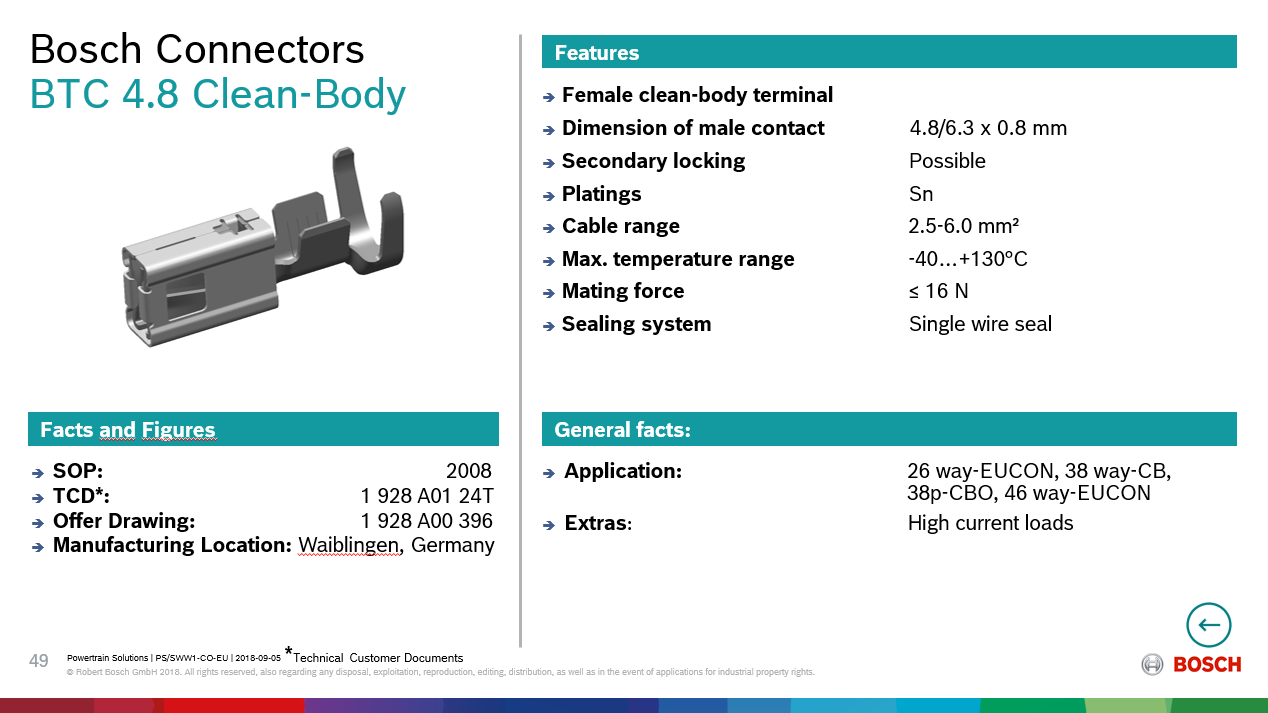 Bosch Connectors
BTC 4.8 Clean-Body
Features
Female clean-body terminal
Dimension of male contact 4.8/6.3 x 0.8 mm
Secondary locking Possible
Platings Sn
Cable range 2.5-6.0 mm²
Max. temperature range -40…+130°C
Mating force ≤ 16 N
Sealing system Single wire seal
Facts and Figures
SOP: 2008
TCD*: 1 928 A01 24T
Offer Drawing: 1 928 A00 396
Manufacturing Location: Waiblingen, Germany
General facts:
Application: 26 way-EUCON, 38 way-CB,
38p-CBO, 46 way-EUCON
Extras: High current loads
49
Powertrain Solutions | PS/SWW1-CO-EU | 2018-09-05 *Technical Customer Documents
© Robert Bosch GmbH 2018. All rights reserved, also regarding any disposal, exploitation, reproduction, editing, distribution, as well as in the event of applications for industrial property rights.
BOSCH